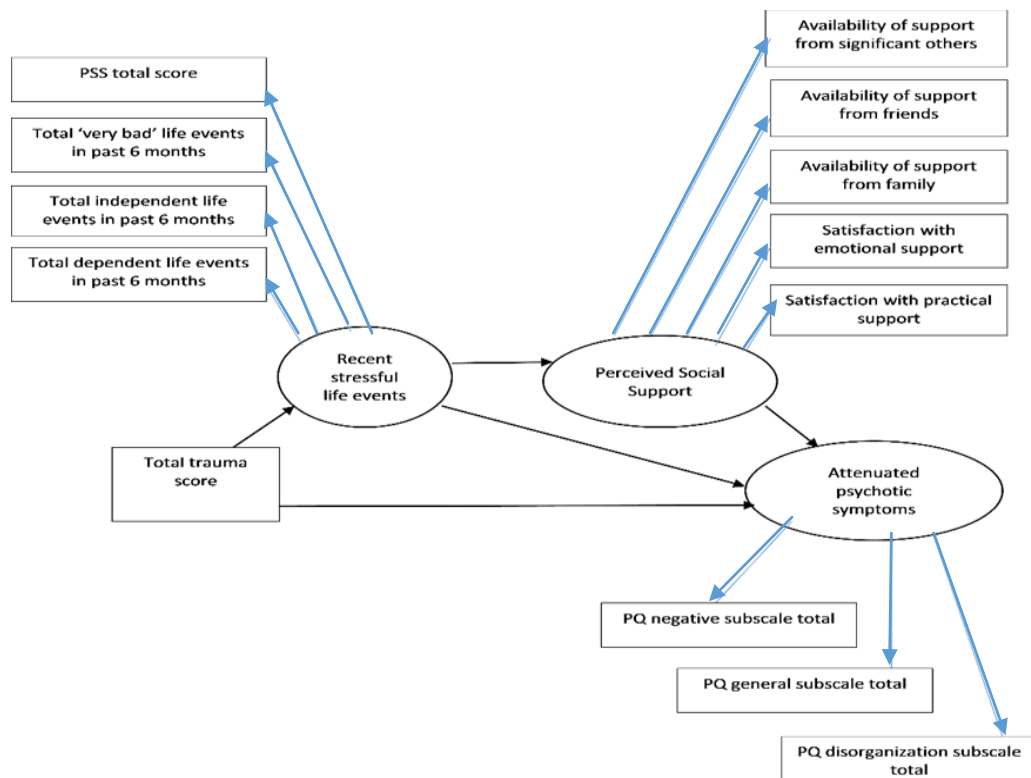 PSS total score
Total ‘very bad’ life events
in past 6 months
Total independent life
events in past 6 months
Total dependent life events
in past 6 months
Availability of support
from significant others
Availability of support
from friends
Availability of support
from family
Satisfaction with
emotional support
Satisfaction with practical
support
Recent
stressful
life events
Perceived Social
Support
Total trauma
score
Attenuated
psychotic
symptoms
PQ negative subscale total
PQ general subscale total
PQ disorganization subscale
total